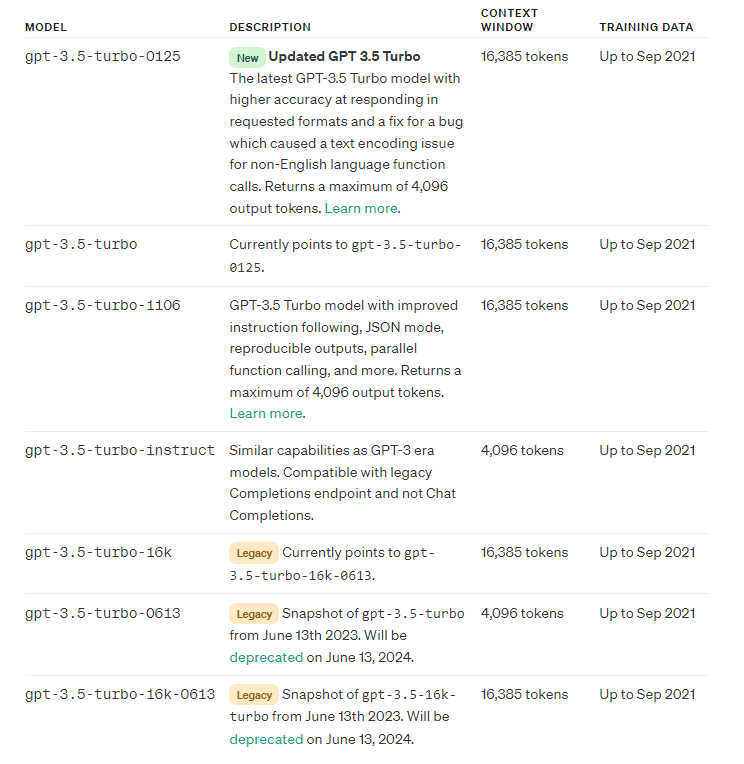 MODEL DESCRIPTION CONTEXT WINDOW TRAINING DATA
gpt-3.5-turbo-0125 New Updated GPT 3.5 Turbo 16,385 tokens Up to Sep 2021
The latest GPT-3.5 Turbo model with
higher accuracy at responding in
requested formats and a fix for a bug
which caused a text encoding issue
for non-English language function
calls. Returns a maximum of 4,096
output tokens. Learn more.
gpt-3.5-turbo Currently points to gpt-3.5-turbo- 16,385 tokens Up to Sep 2021
0125.
gpt-3.5-turbo-1106 GPT-3.5 Turbo model with improved 16,385 tokens Up to Sep 2021
instruction following, JSON mode,
reproducible outputs, parallel
function calling, and more. Returns a
maximum of 4,096 output tokens.
Learn more.
gpt-3.5-turbo-instruct Similar capabilities as GPT-3 era 4,096 tokens Up to Sep 2021
models. Compatible with legacy
Completions endpoint and not Chat
Completions.
gpt-3.5-turbo-16k Legacy Currently points to gpt- 16,385 tokens Up to Sep 2021
3.5-turbo-16k-0613.
gpt-3.5-turbo-0613 Legacy Snapshot of gpt-3.5-turbo 4,096 tokens Up to Sep 2021
from June 13th 2023. Will be
deprecated on June 13, 2024.
gpt-3.5-turbo-16k-0613 Legacy Snapshot of gpt-3.5-16k- 16,385 tokens Up to Sep 2021
turbo from June 13th 2023. Will be
deprecated on June 13, 2024.